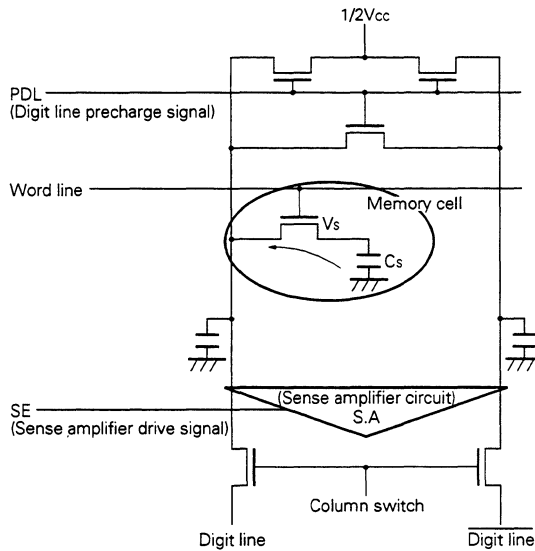 1/2Vcc
PDL
(Digit line precharge signal)
Word line
Memory cell
Vs
Cs
(Sense amplifier circuit)
S.A
SE
(Sense amplifier drive signal)
Column switch
Digit line
Digit line